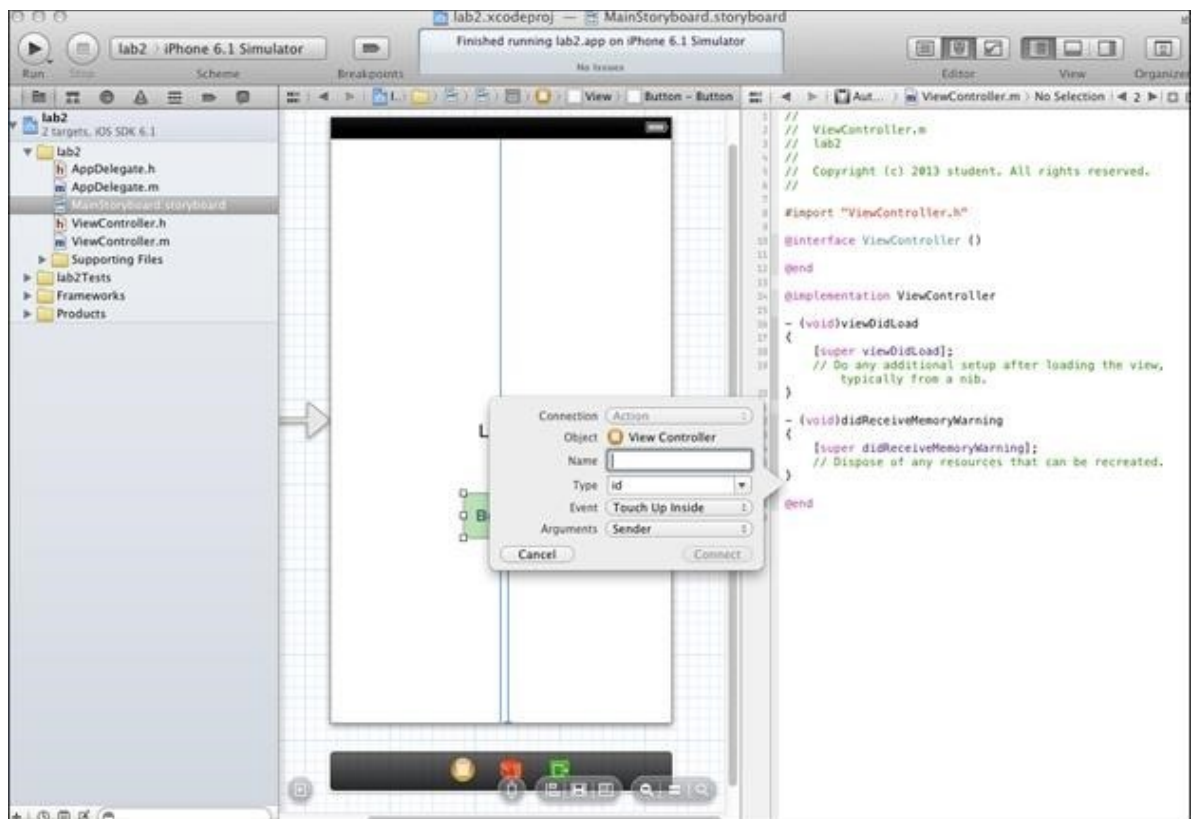 lab2.xcodeproj — MainStoryboard.storyboard
lab2 iPhone 6.1 Simulator
Finished running lab2.app on iPhone 6.1 Simulator
No Issues
Run Stop Scheme Breakpoints Editor View Organizer
L... View Button - Button
Aut... ViewController.m No Selection 2
lab2
2 targets, iOS SDK 6.1
lab2
AppDelegate.h
AppDelegate.m
MainStoryboard.storyboard
ViewController.h
ViewController.m
Supporting Files
lab2Tests
Frameworks
Products
L
B
Connection Action
Object View Controller
Name
Type id
Event Touch Up Inside
Arguments Sender
Cancel Connect
//
// ViewController.m
// lab2
//
// Copyright (c) 2013 student. All rights reserved.
//
#import "ViewController.h"
@interface ViewController ()
@end
@implementation ViewController
- (void)viewDidLoad
{
[super viewDidLoad];
// Do any additional setup after loading the view,
typically from a nib.
}
- (void)didReceiveMemoryWarning
{
[super didReceiveMemoryWarning];
// Dispose of any resources that can be recreated.
}
@end